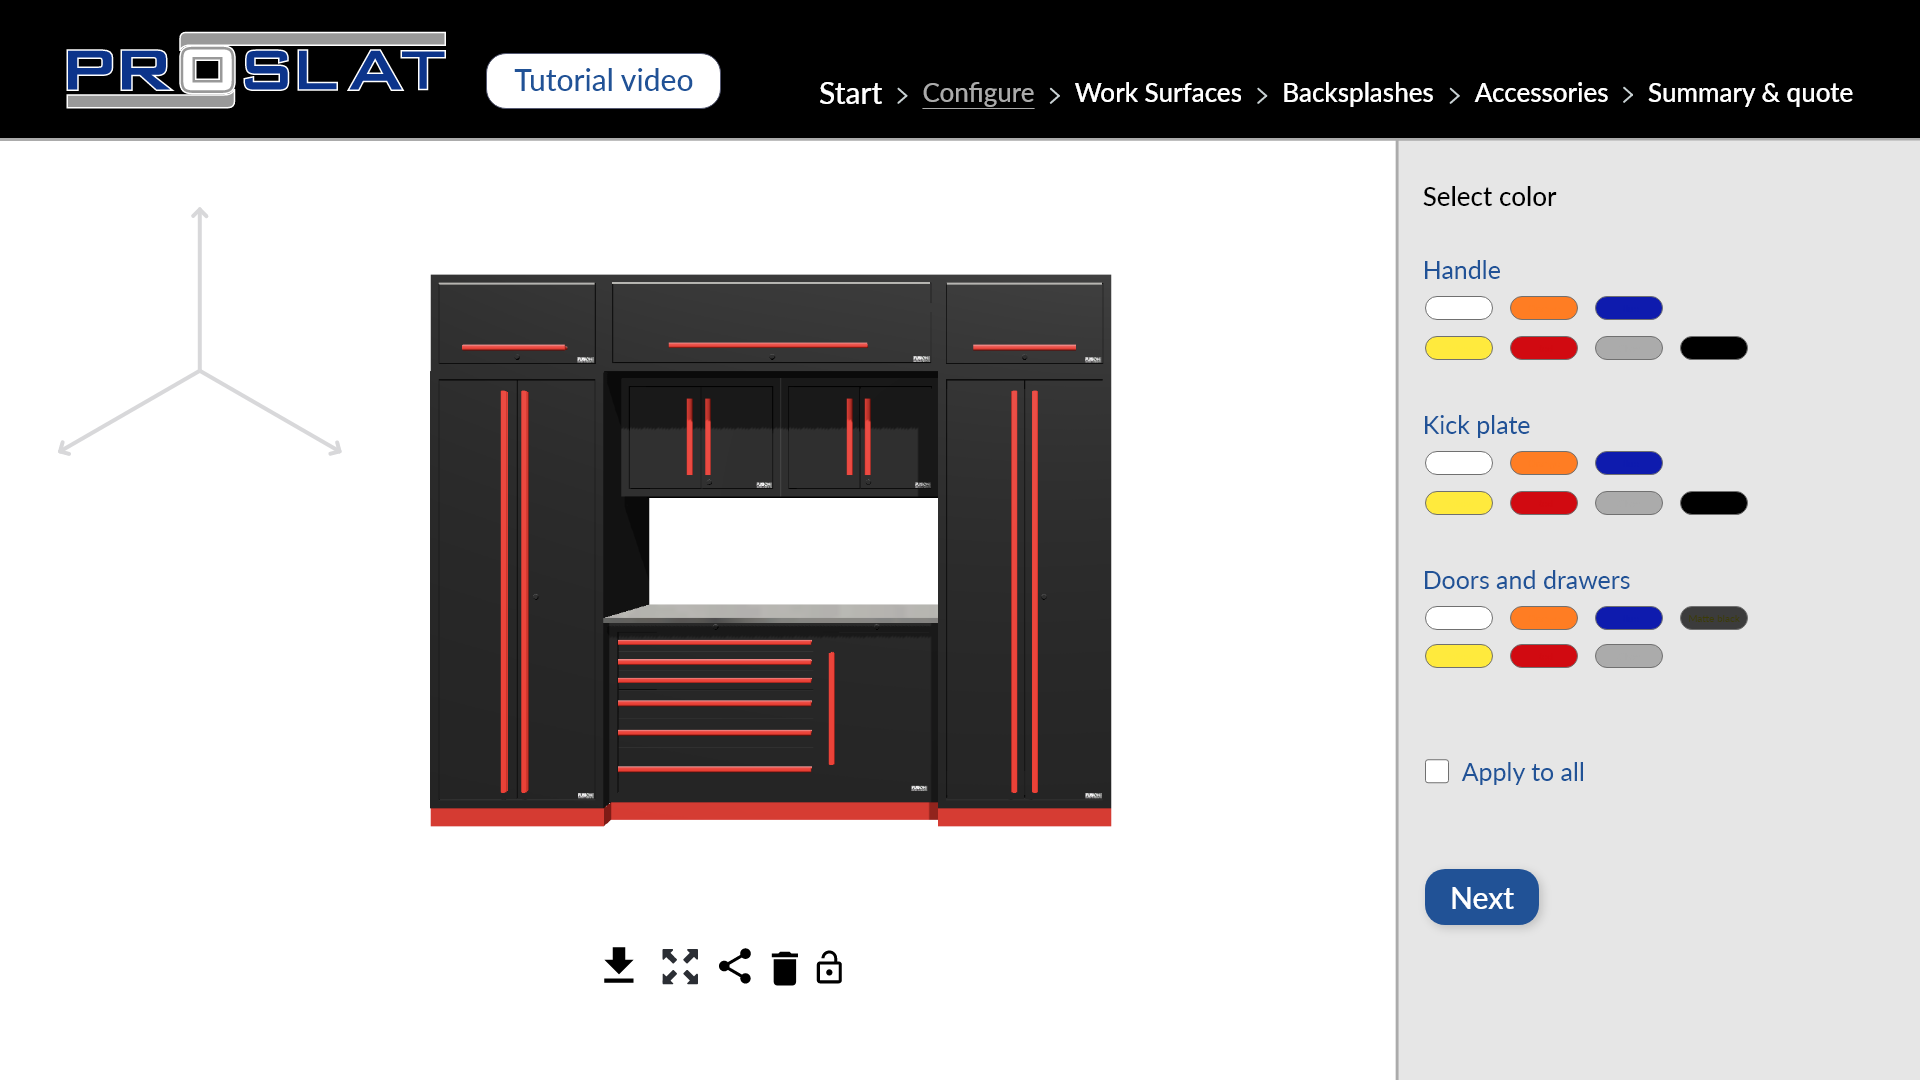 PROSLAT
Tutorial video
Start > Configure > Work Surfaces > Backsplashes > Accessories > Summary & quote
Select color
Handle
Kick plate
Doors and drawers
Apply to all
Next